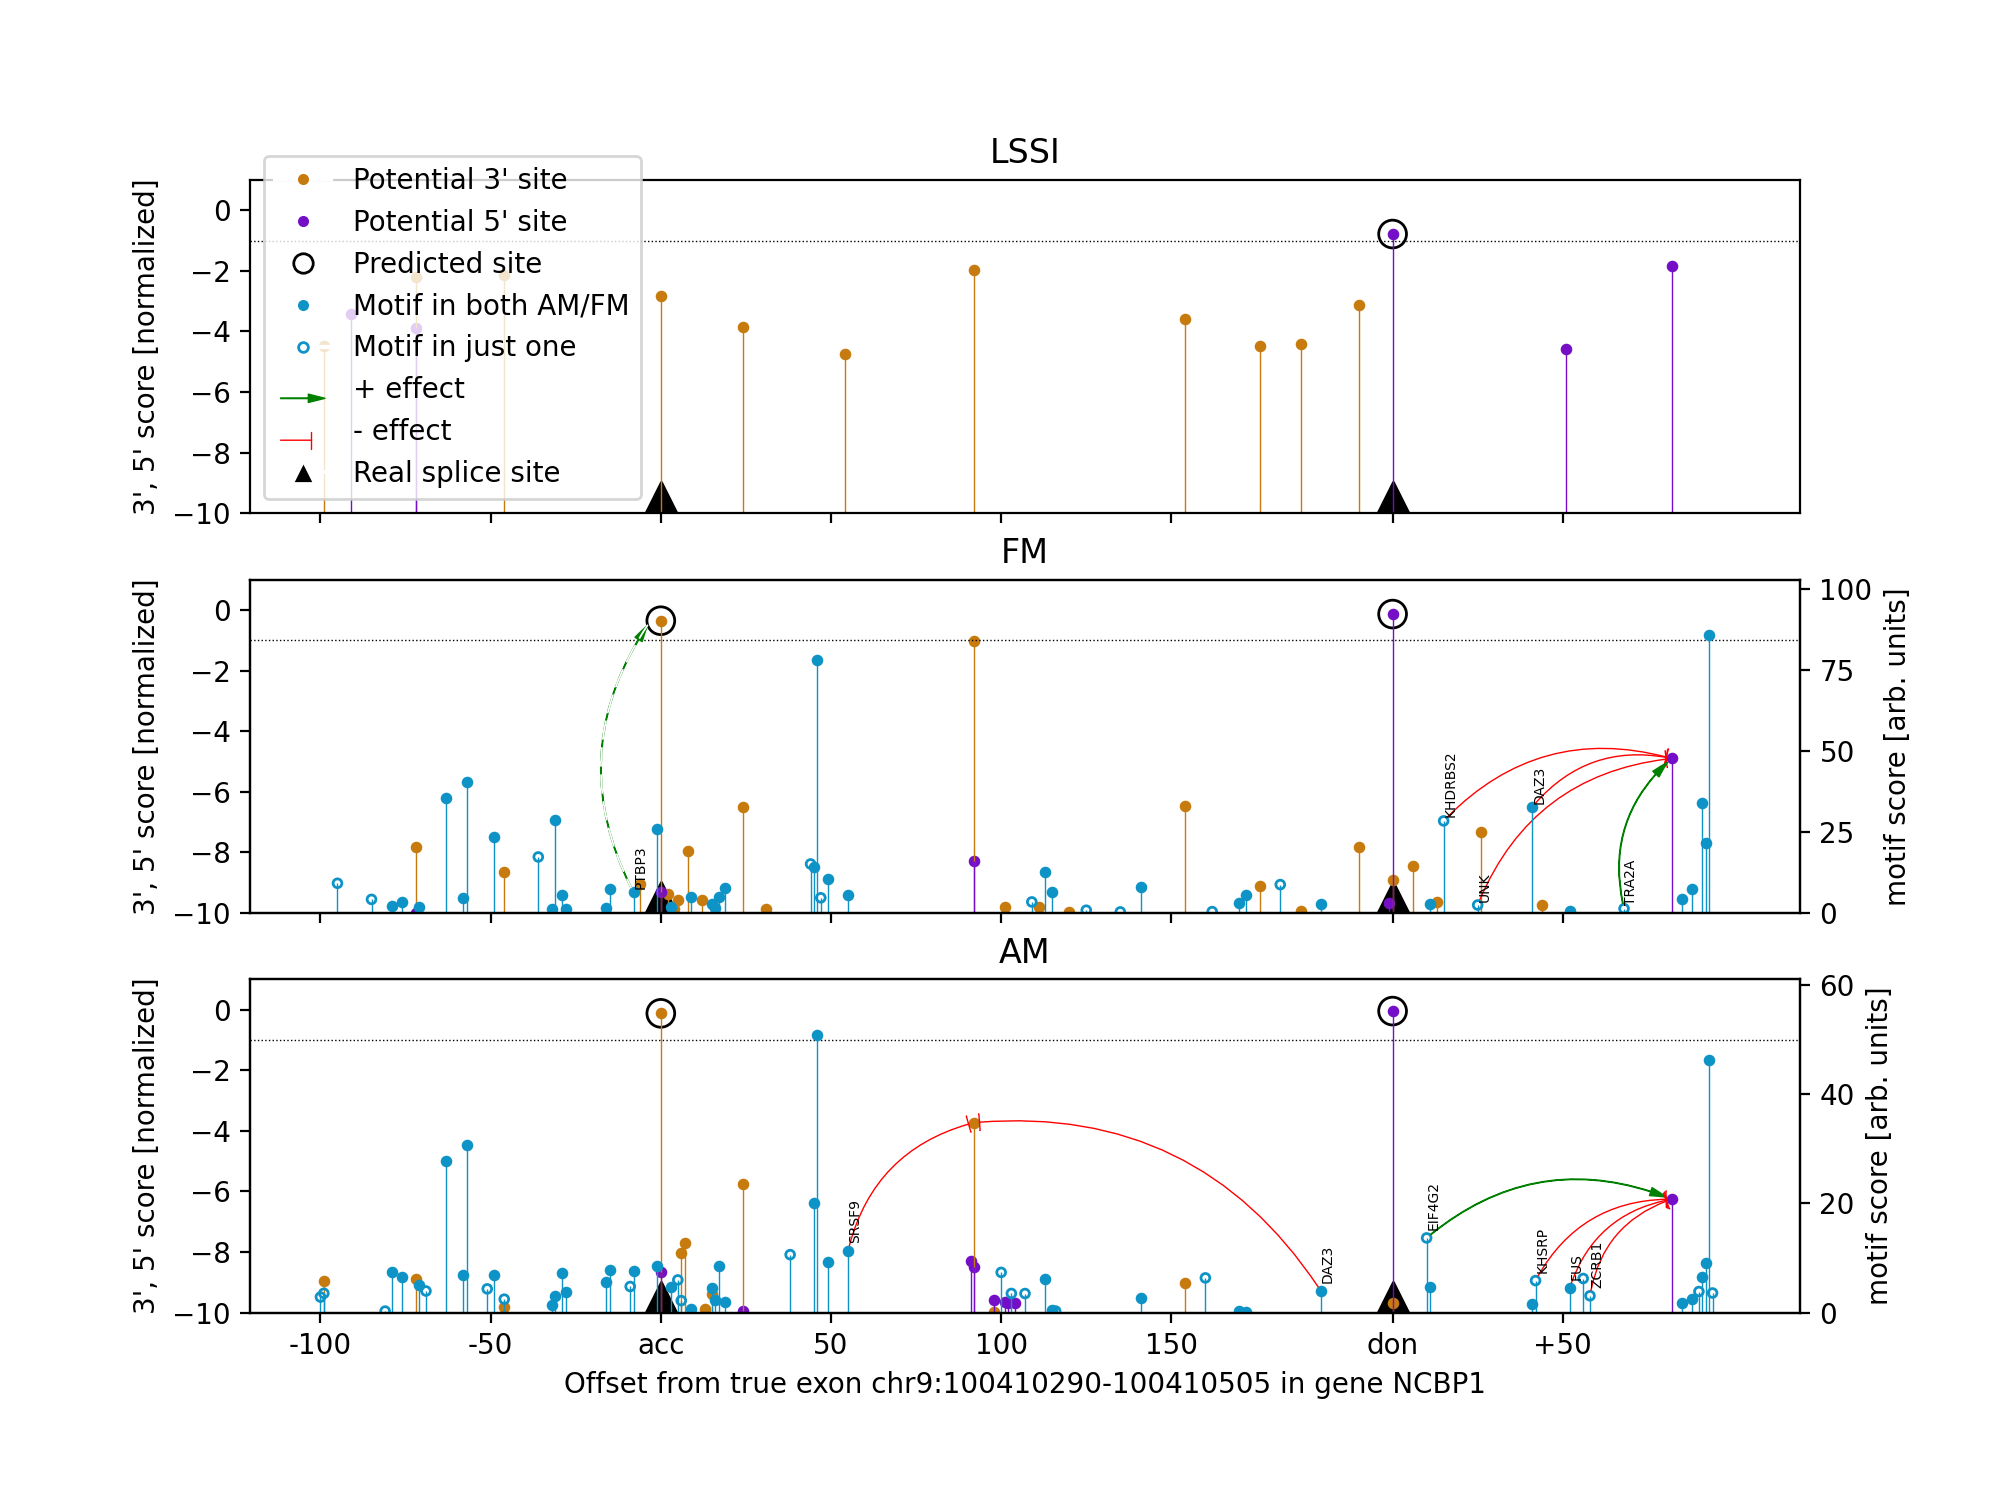 LSSI
3', 5' score [normalized]
0
−2
−4
−6
−8
−10
Potential 3' site
Potential 5' site
Predicted site
Motif in both AM/FM
Motif in just one
+ effect
- effect
Real splice site
FM
3', 5' score [normalized]
0
−2
−4
−6
−8
−10
PTBP3
KHDRBS2
DAZ3
UNK
TRA2A
100
75
50
25
0
motif score [arb. units]
AM
3', 5' score [normalized]
0
−2
−4
−6
−8
−10
SRSF9
DAZ3
EIF4G2
KHSRP
FUS
ZCRB1
60
40
20
0
motif score [arb. units]
-100 -50 acc 50 100 150 don +50
Offset from true exon chr9:100410290-100410505 in gene NCBP1